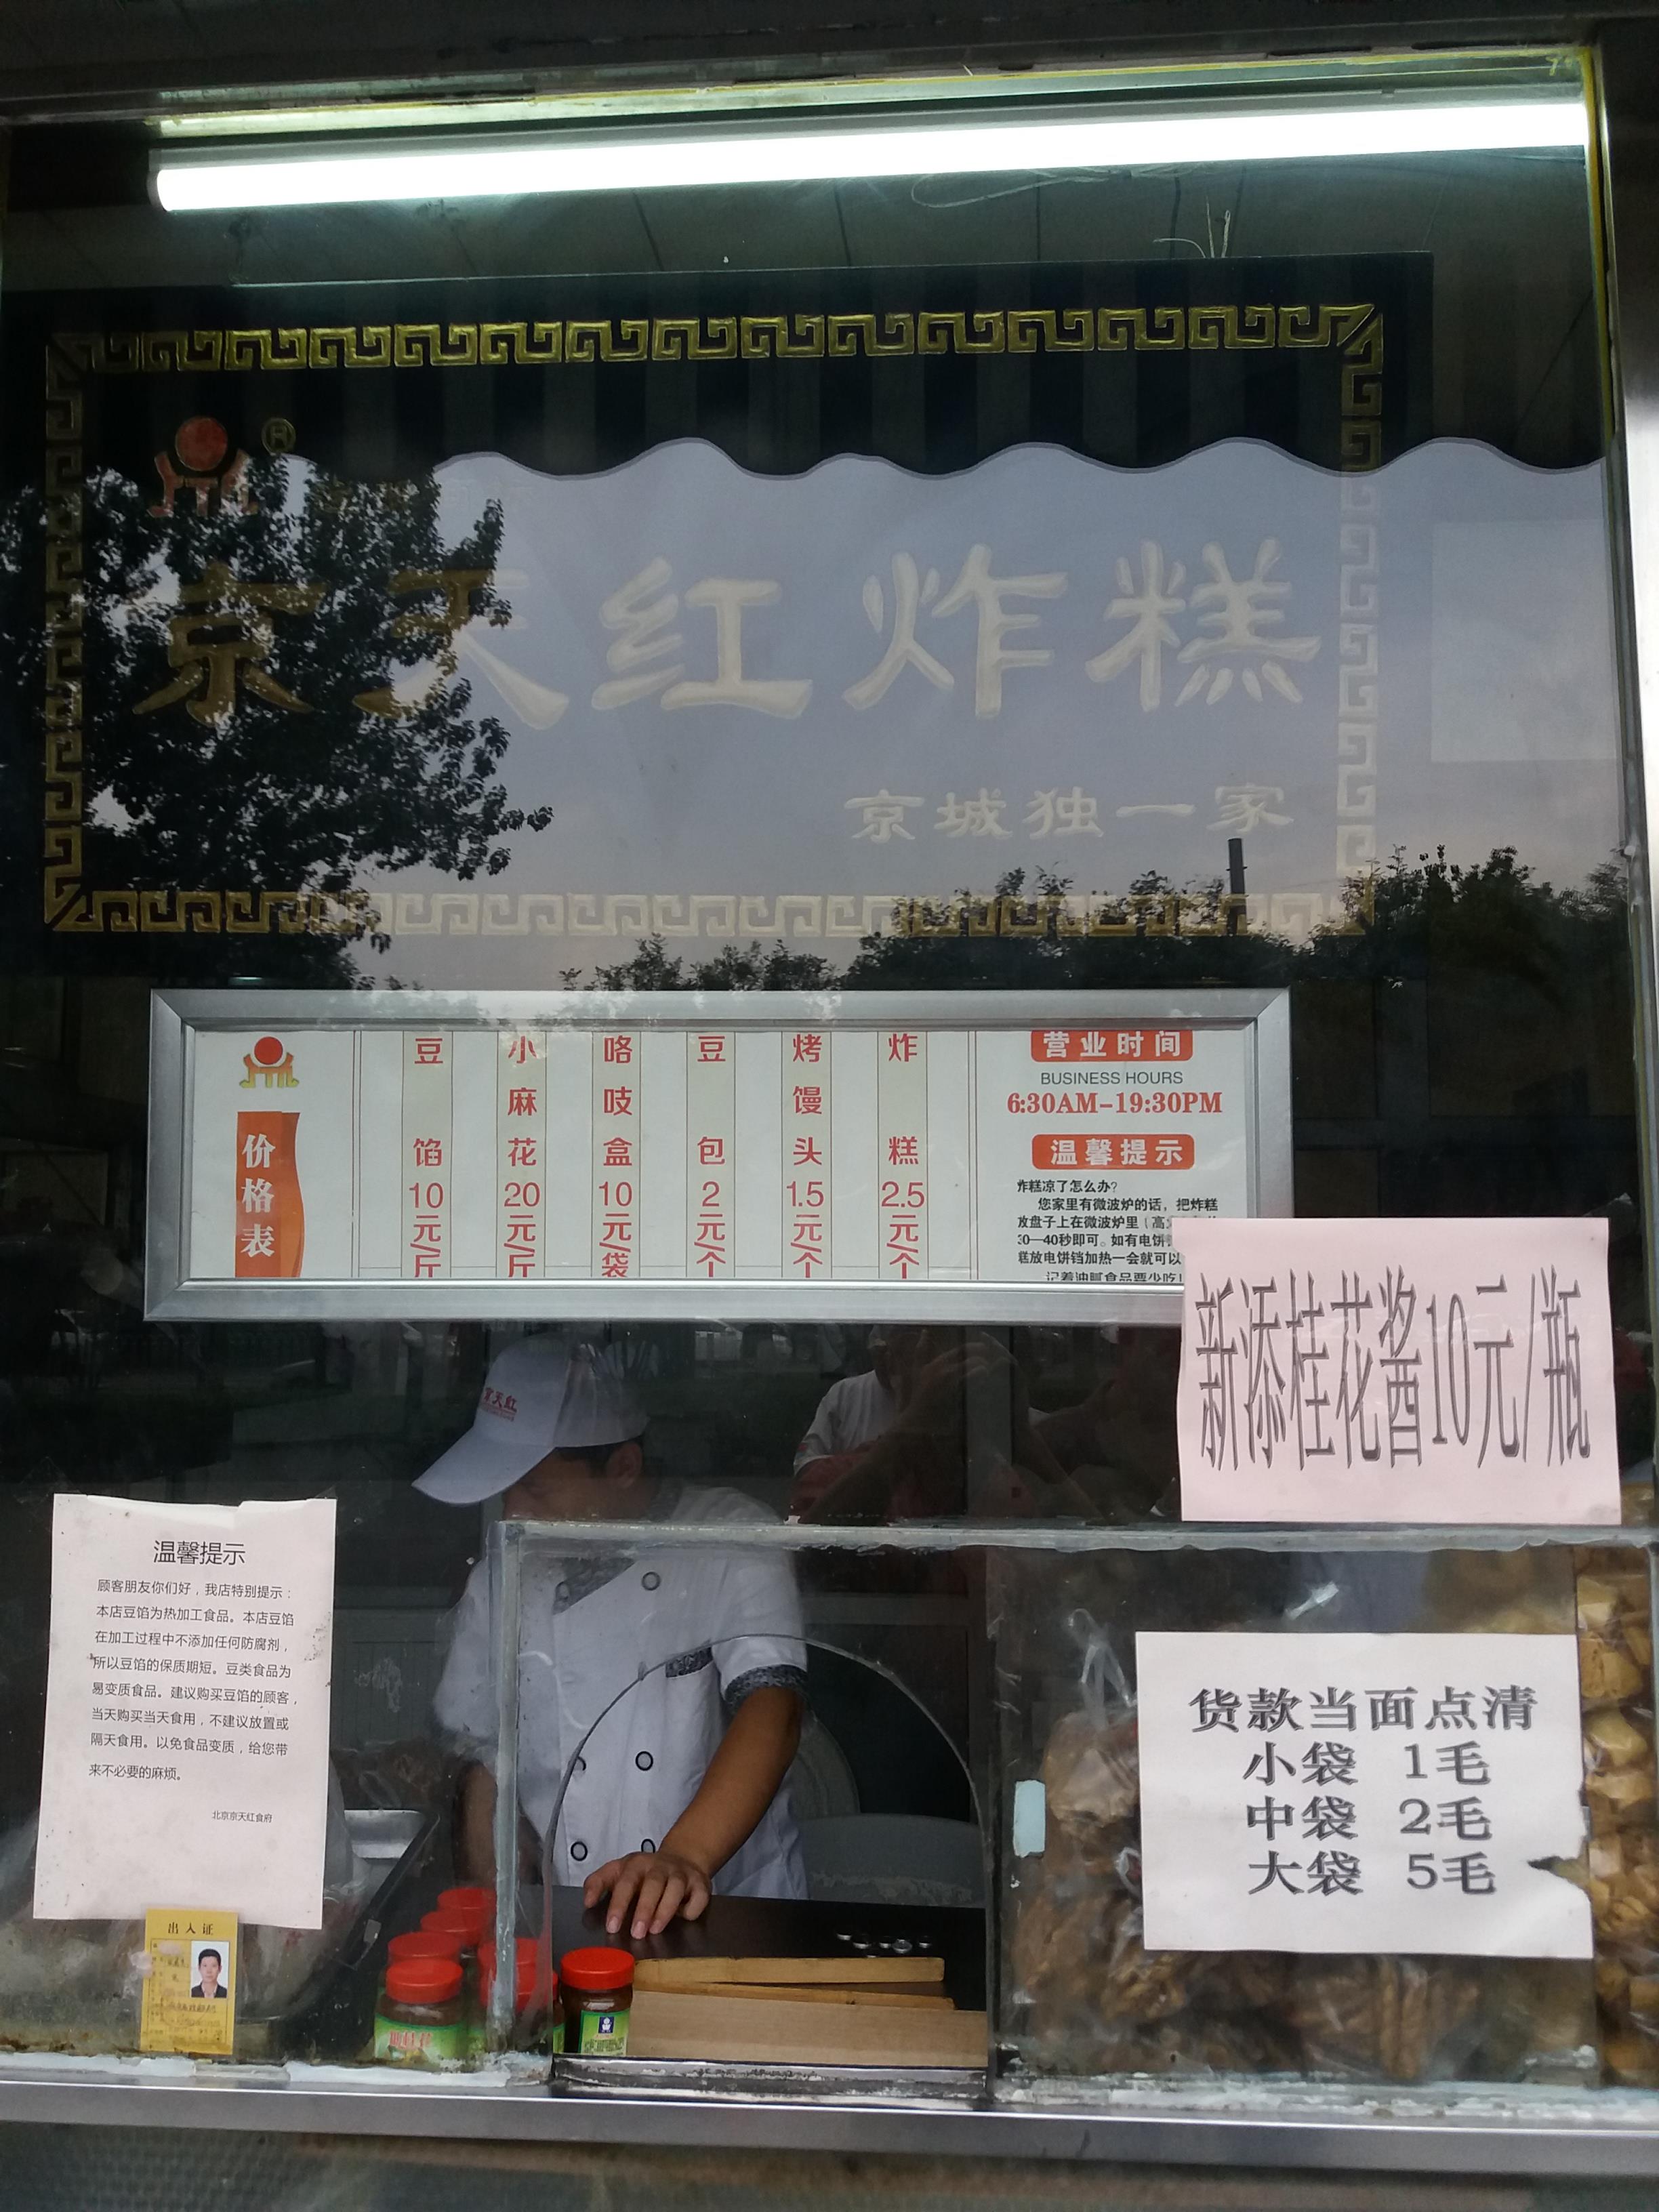 ®
京天红炸糕
京城独一家
价格表
豆馅10元/斤
小麻花20元/斤
咯吱盒10元/袋
豆包2元/个
烤馒头1.5元/个
炸糕2.5元/个
营业时间
BUSINESS HOURS
6:30AM-19:30PM
温馨提示
炸糕凉了怎么办?
您家里有微波炉的话，把炸糕
放盘子上在微波炉里（高
30—40秒即可。如有电饼
糕放电饼铛加热一会就可以
记着油腻食品要少吃!
新添桂花酱10元/瓶
京天红
温馨提示
顾客朋友你们好，我店特别提示：
本店豆馅为热加工食品。本店豆馅
在加工过程中不添加任何防腐剂，
所以豆馅的保质期短。豆类食品为
易变质食品。建议购买豆馅的顾客，
当天购买当天食用，不建议放置或
隔天食用。以免食品变质，给您带
来不必要的麻烦。
北京京天红食府
货款当面点清
小袋 1毛
中袋 2毛
大袋 5毛
出入证